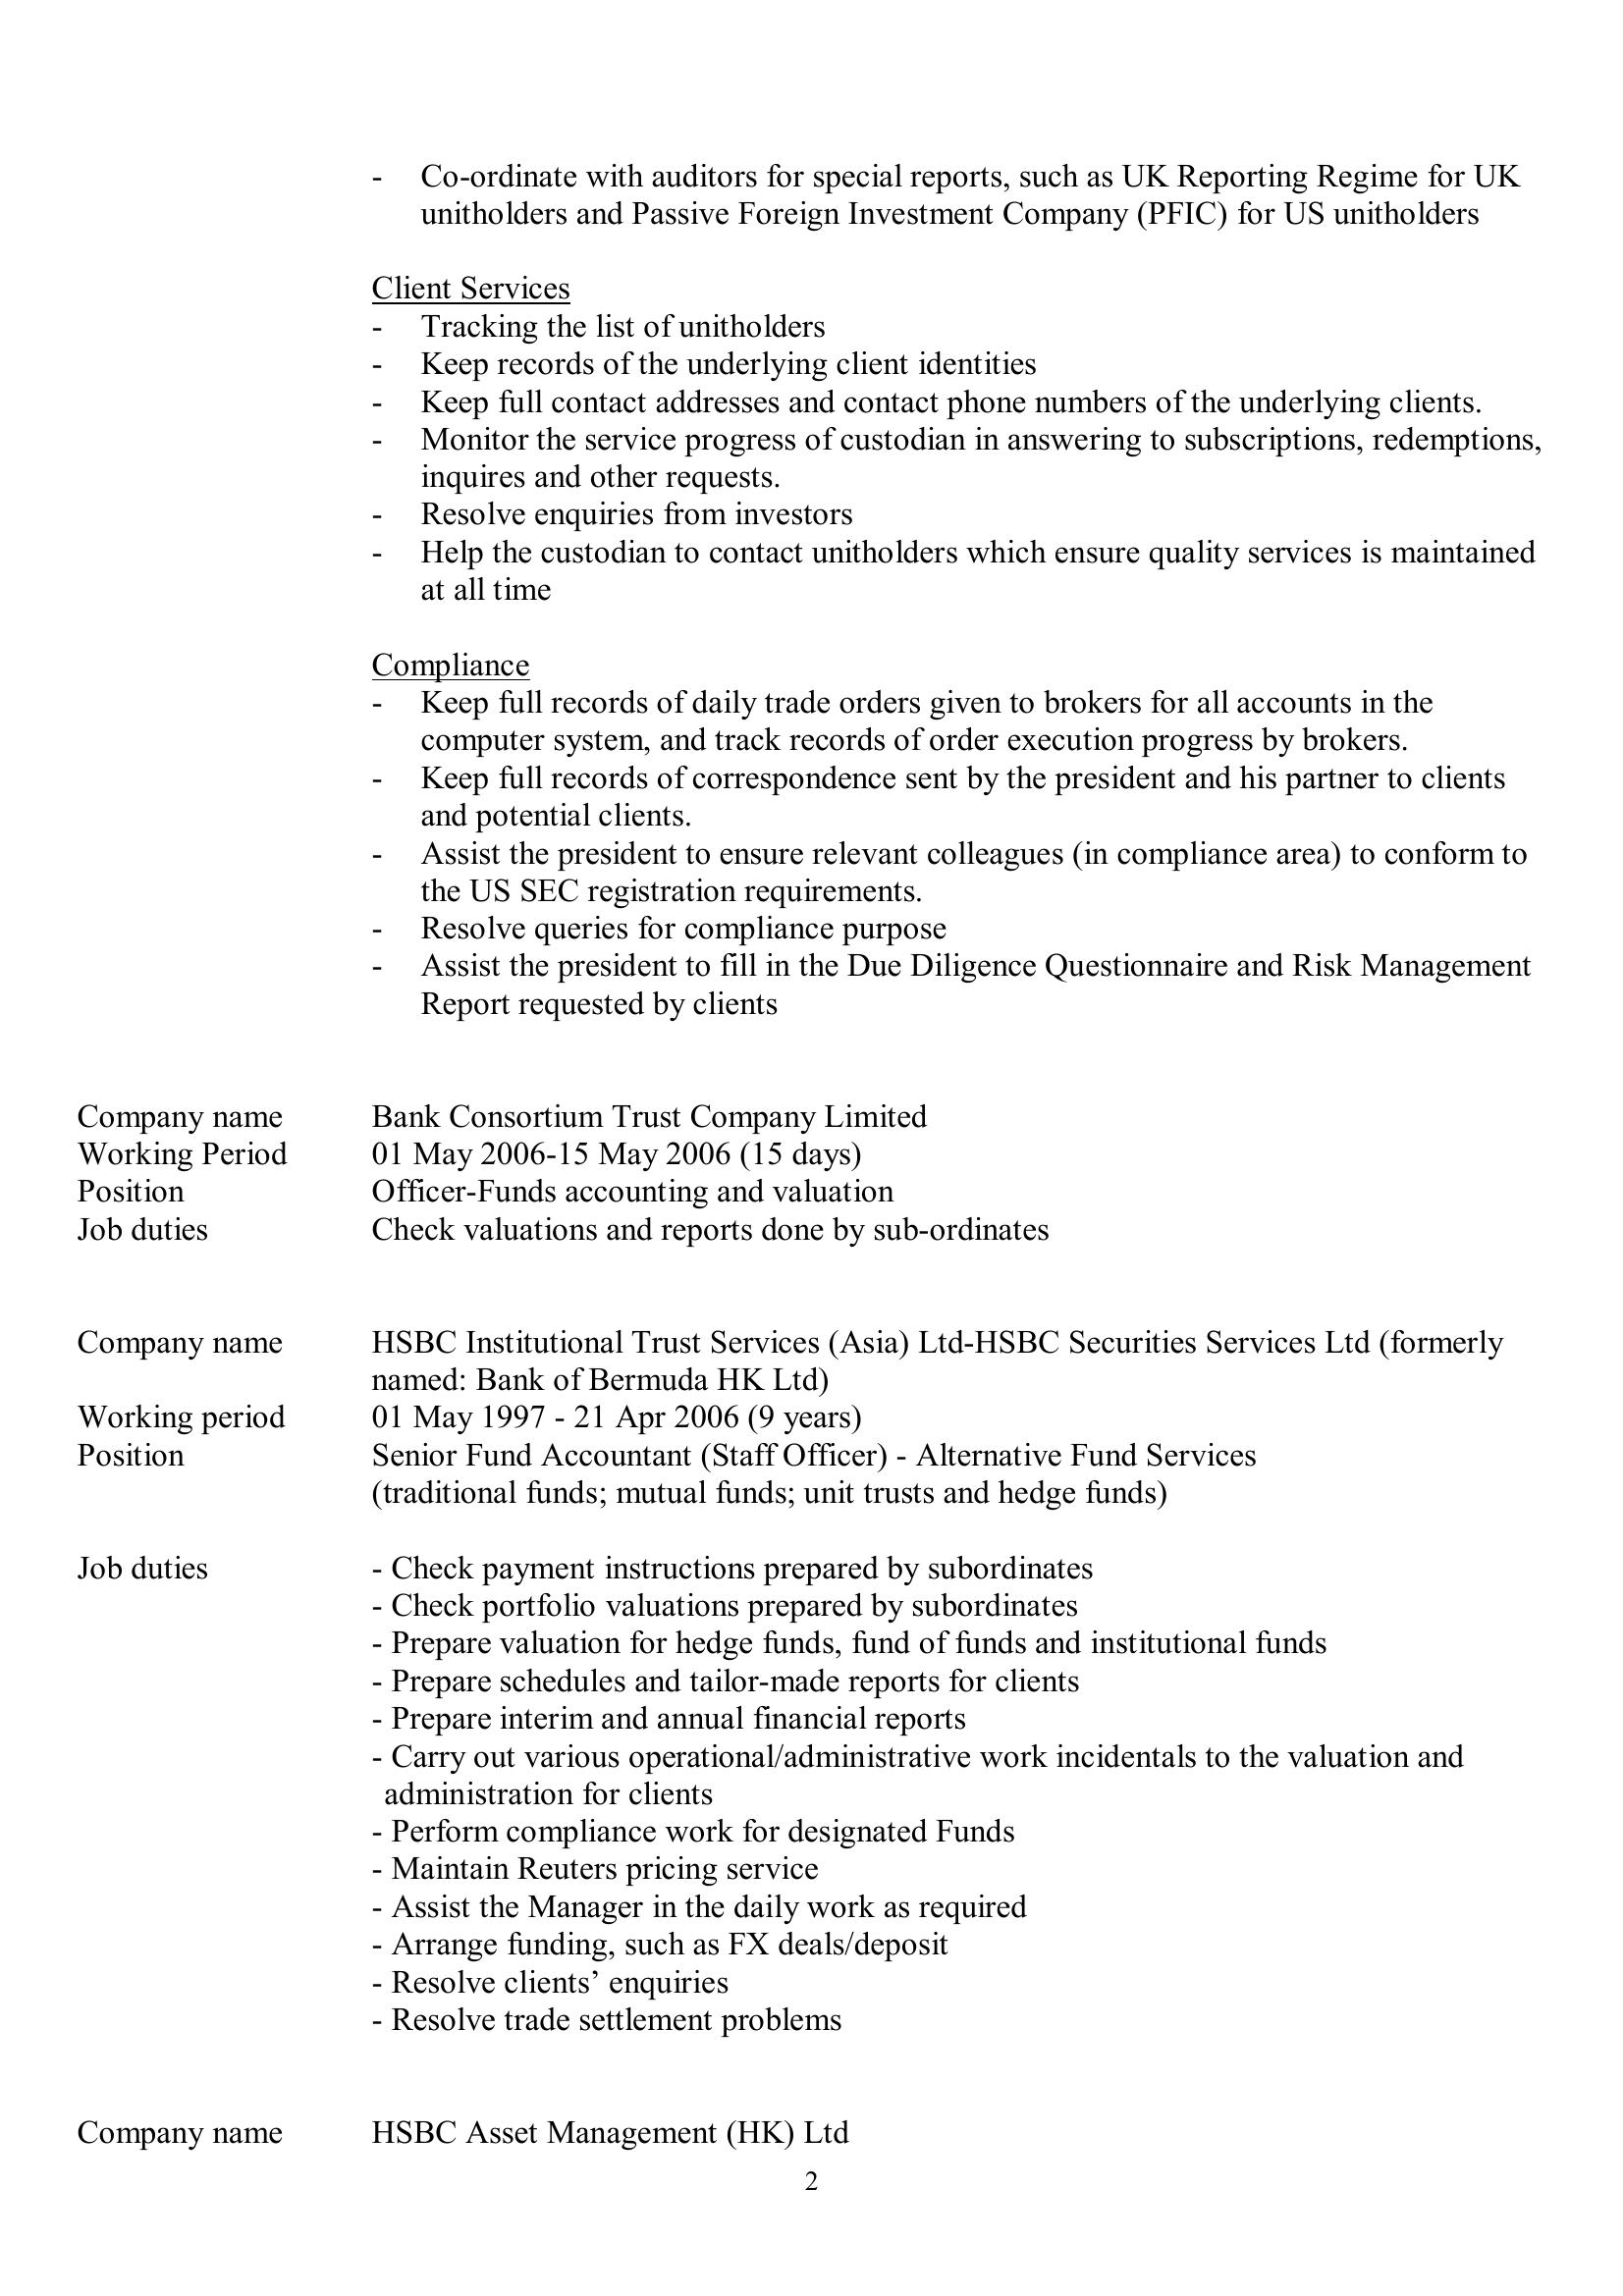 - Co-ordinate with auditors for special reports, such as UK Reporting Regime for UK
unitholders and Passive Foreign Investment Company (PFIC) for US unitholders
Client Services
- Tracking the list of unitholders
- Keep records of the underlying client identities
- Keep full contact addresses and contact phone numbers of the underlying clients.
- Monitor the service progress of custodian in answering to subscriptions, redemptions,
inquires and other requests.
- Resolve enquiries from investors
- Help the custodian to contact unitholders which ensure quality services is maintained
at all time
Compliance
- Keep full records of daily trade orders given to brokers for all accounts in the
computer system, and track records of order execution progress by brokers.
- Keep full records of correspondence sent by the president and his partner to clients
and potential clients.
- Assist the president to ensure relevant colleagues (in compliance area) to conform to
the US SEC registration requirements.
- Resolve queries for compliance purpose
- Assist the president to fill in the Due Diligence Questionnaire and Risk Management
Report requested by clients
Company name Bank Consortium Trust Company Limited
Working Period 01 May 2006-15 May 2006 (15 days)
Position Officer-Funds accounting and valuation
Job duties Check valuations and reports done by sub-ordinates
Company name HSBC Institutional Trust Services (Asia) Ltd-HSBC Securities Services Ltd (formerly
named: Bank of Bermuda HK Ltd)
Working period 01 May 1997 - 21 Apr 2006 (9 years)
Position Senior Fund Accountant (Staff Officer) - Alternative Fund Services
(traditional funds; mutual funds; unit trusts and hedge funds)
Job duties - Check payment instructions prepared by subordinates
- Check portfolio valuations prepared by subordinates
- Prepare valuation for hedge funds, fund of funds and institutional funds
- Prepare schedules and tailor-made reports for clients
- Prepare interim and annual financial reports
- Carry out various operational/administrative work incidentals to the valuation and
administration for clients
- Perform compliance work for designated Funds
- Maintain Reuters pricing service
- Assist the Manager in the daily work as required
- Arrange funding, such as FX deals/deposit
- Resolve clients’ enquiries
- Resolve trade settlement problems
Company name HSBC Asset Management (HK) Ltd
2